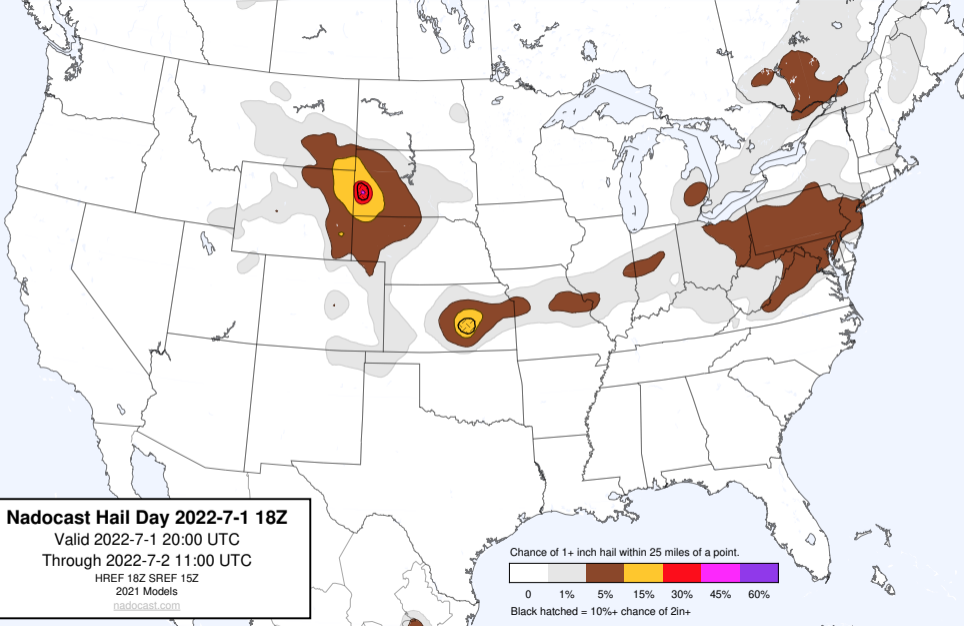 Nadocast Hail Day 2022-7-1 18Z
Valid 2022-7-1 20:00 UTC
Through 2022-7-2 11:00 UTC
HREF 18Z SREF 15Z
2021 Models
nadocast.com
Chance of 1+ inch hail within 25 miles of a point.
0 1% 5% 15% 30% 45% 60%
Black hatched = 10%+ chance of 2in+